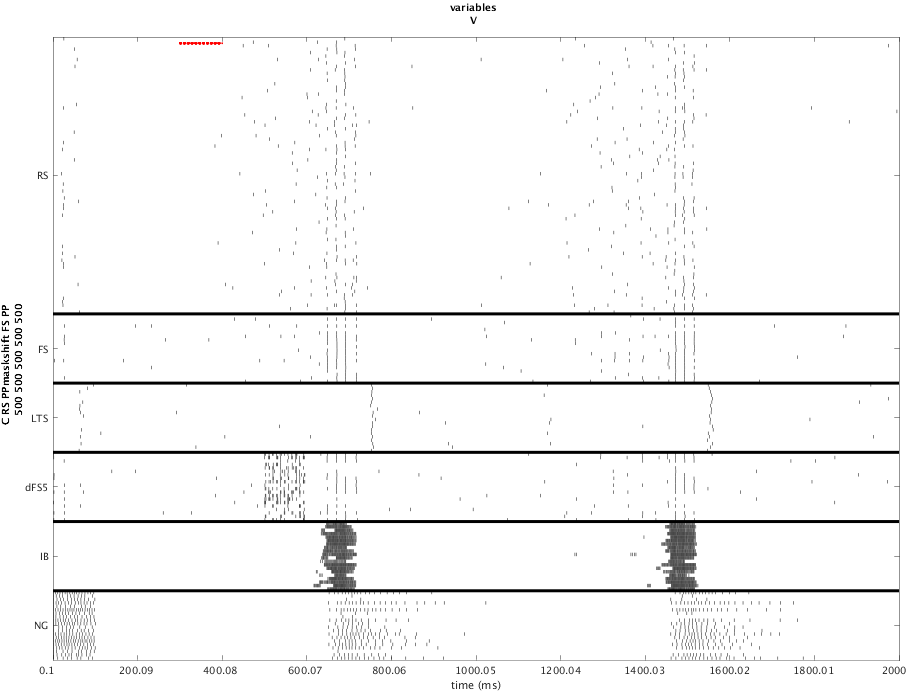 variables
V
C RS PPmaskshift FS PP
500 500 500 500 500
RS
FS
LTS
dFS5
IB
NG
0.1 200.09 400.08 600.07 800.06 1000.05 1200.04 1400.03 1600.02 1800.01 2000
time (ms)